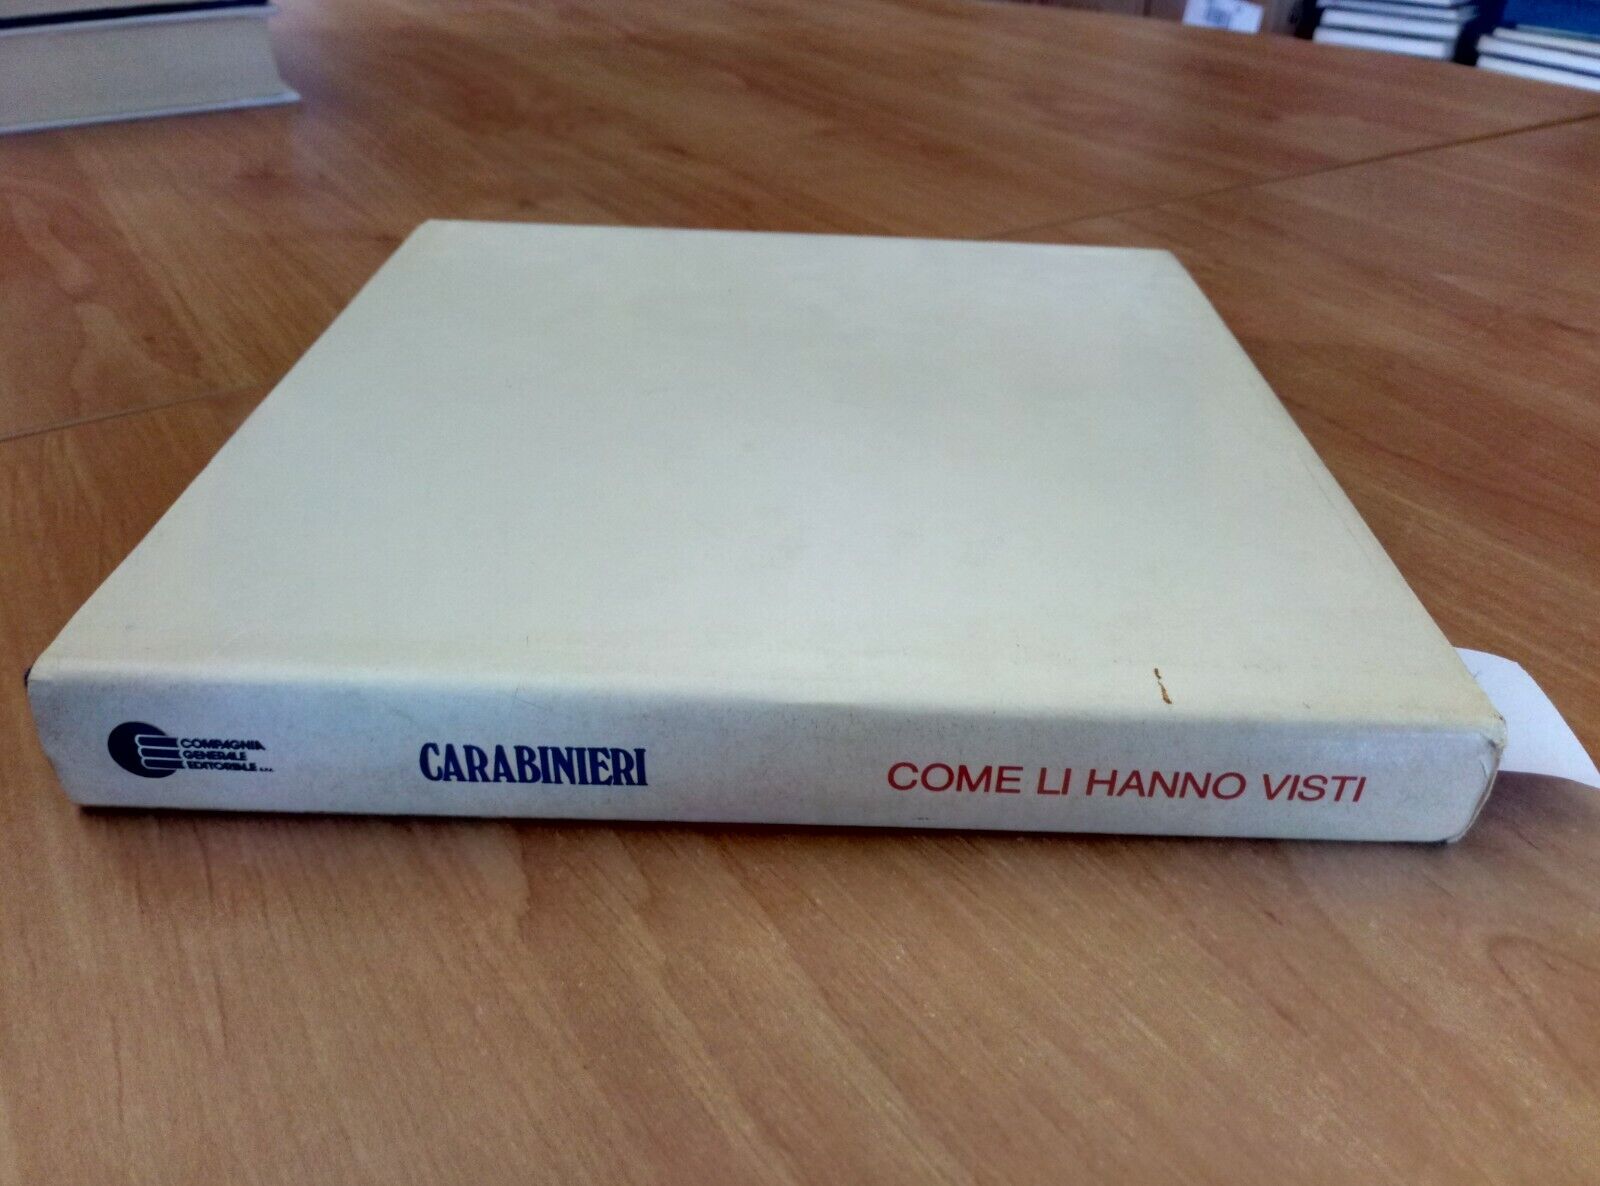 COMPAGNIA
GENERALE
EDITORIALE s.r.l.
CARABINIERI
COME LI HANNO VISTI